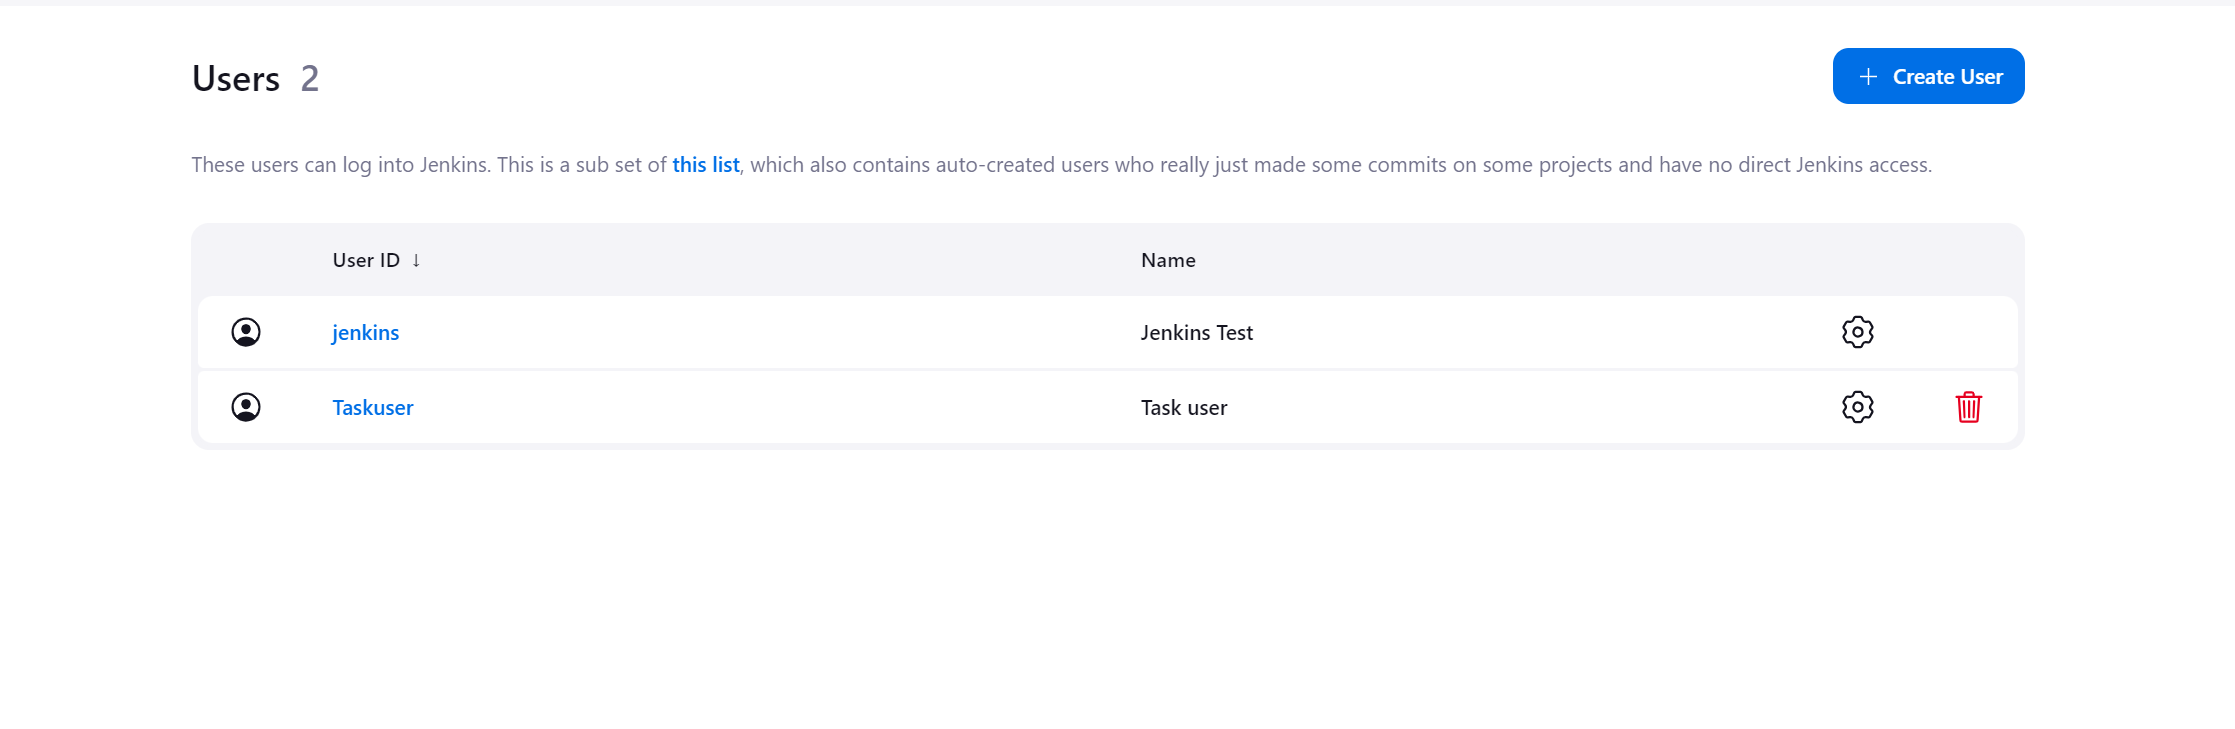 Users 2
Create User
These users can log into Jenkins. This is a sub set of this list, which also contains auto-created users who really just made some commits on some projects and have no direct Jenkins access.
User ID ↓ Name
jenkins Jenkins Test
Taskuser Task user